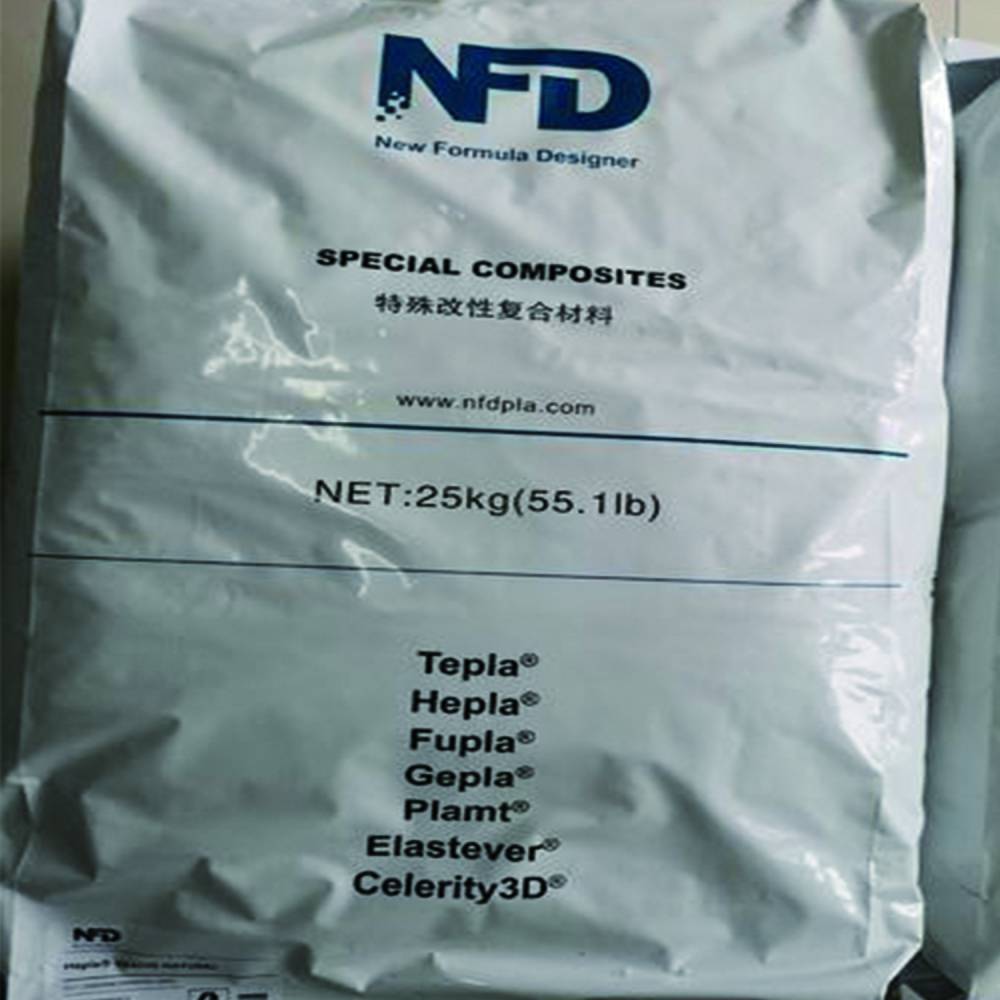 NFD
New Formula Designer
SPECIAL COMPOSITES
特殊改性复合材料
www.nfdpla.com
NET:25kg(55.1lb)
Tepla®
Hepla®
Fupla®
Gepla®
Plamt®
Elastever®
Celerity3D®
NFD